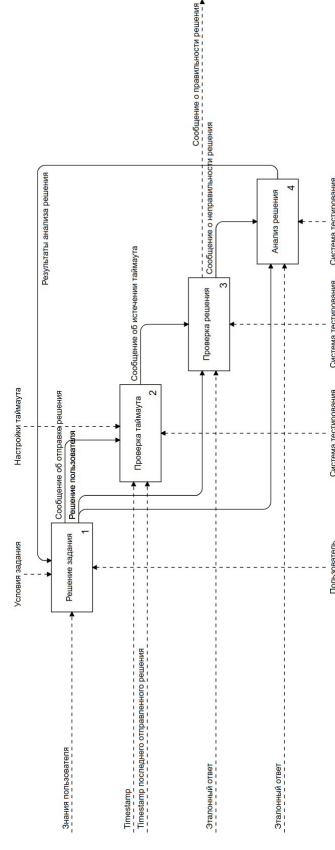 Условия задания
Настройки таймаута
Результаты анализа решения
Сообщение о правильности решения
Знания пользователя
Решение задания
1
Сообщение об отправке решения
Решение пользователя
Timestamp
Timestamp последнего отправленного решения
Проверка таймаута
2
Сообщение об истечении таймаута
Эталонный ответ
Проверка решения
3
Сообщение о неправильности решения
Эталонный ответ
Анализ решения
4
Пользователь
Система тестирования
Система тестирования
Система тестирования